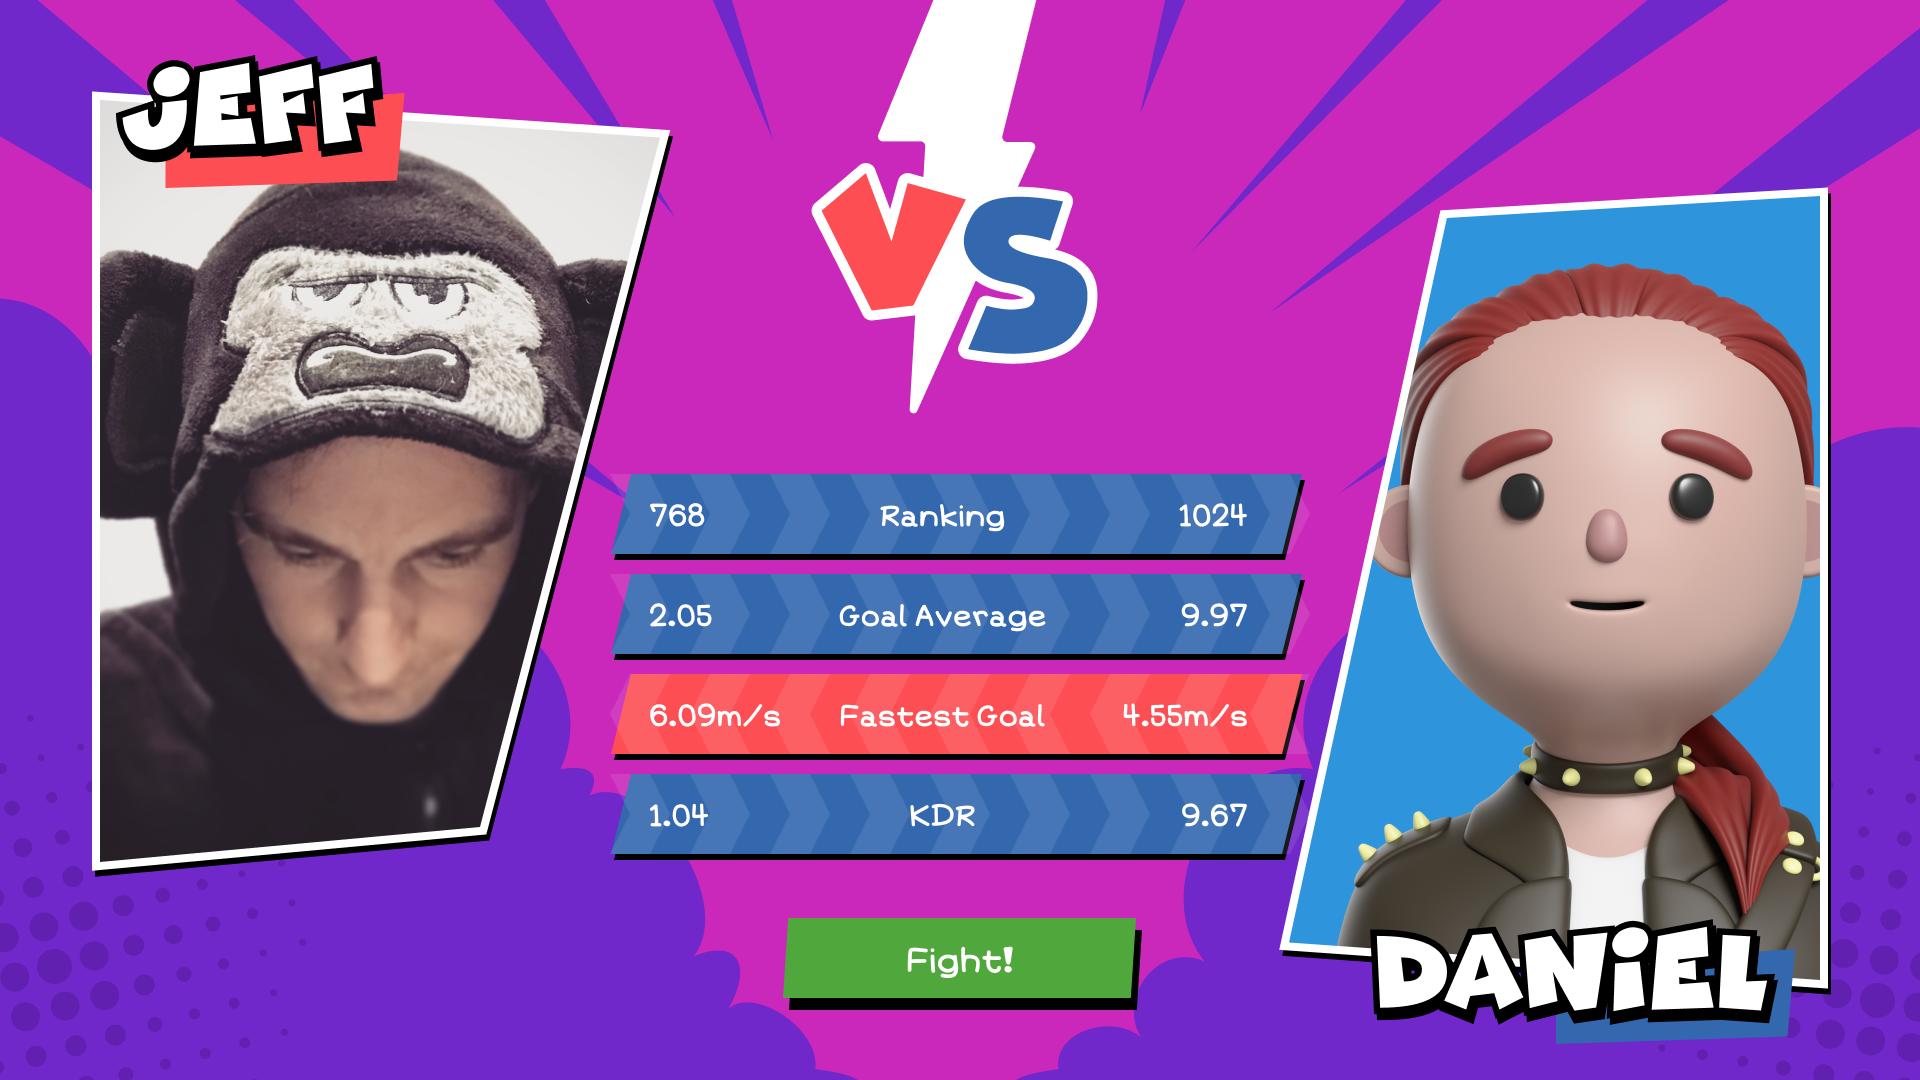 JEFF
VS
768 Ranking 1024
2.05 Goal Average 9.97
6.09m/s Fastest Goal 4.55m/s
1.04 KDR 9.67
Fight!
DANiEL